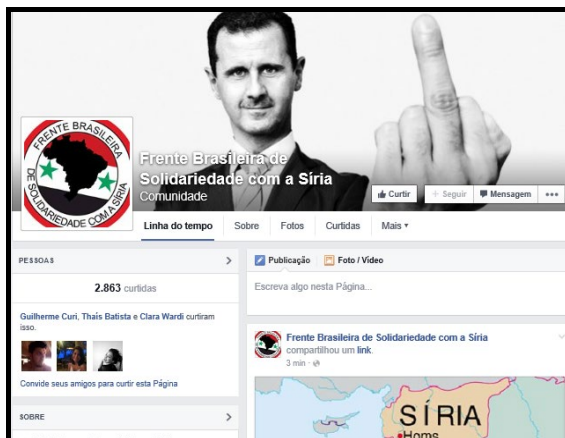 FRENTE BRASILEIRA
DE SOLIDARIEDADE COM A SÍRIA
Frente Brasileira de
Solidariedade com a Síria
Comunidade
Curtir
+ Seguir
Mensagem
•••
Linha do tempo
Sobre
Fotos
Curtidas
Mais
PESSOAS
2.863 curtidas
Guilherme Curi, Thaís Batista e Clara Wardi curtiram
isso.
Convide seus amigos para curtir esta Página
SOBRE
Publicação
Foto / Vídeo
Escreva algo nesta Página...
Frente Brasileira de Solidariedade com a Síria
compartilhou um link.
3 min ·
SÍRIA
Homs